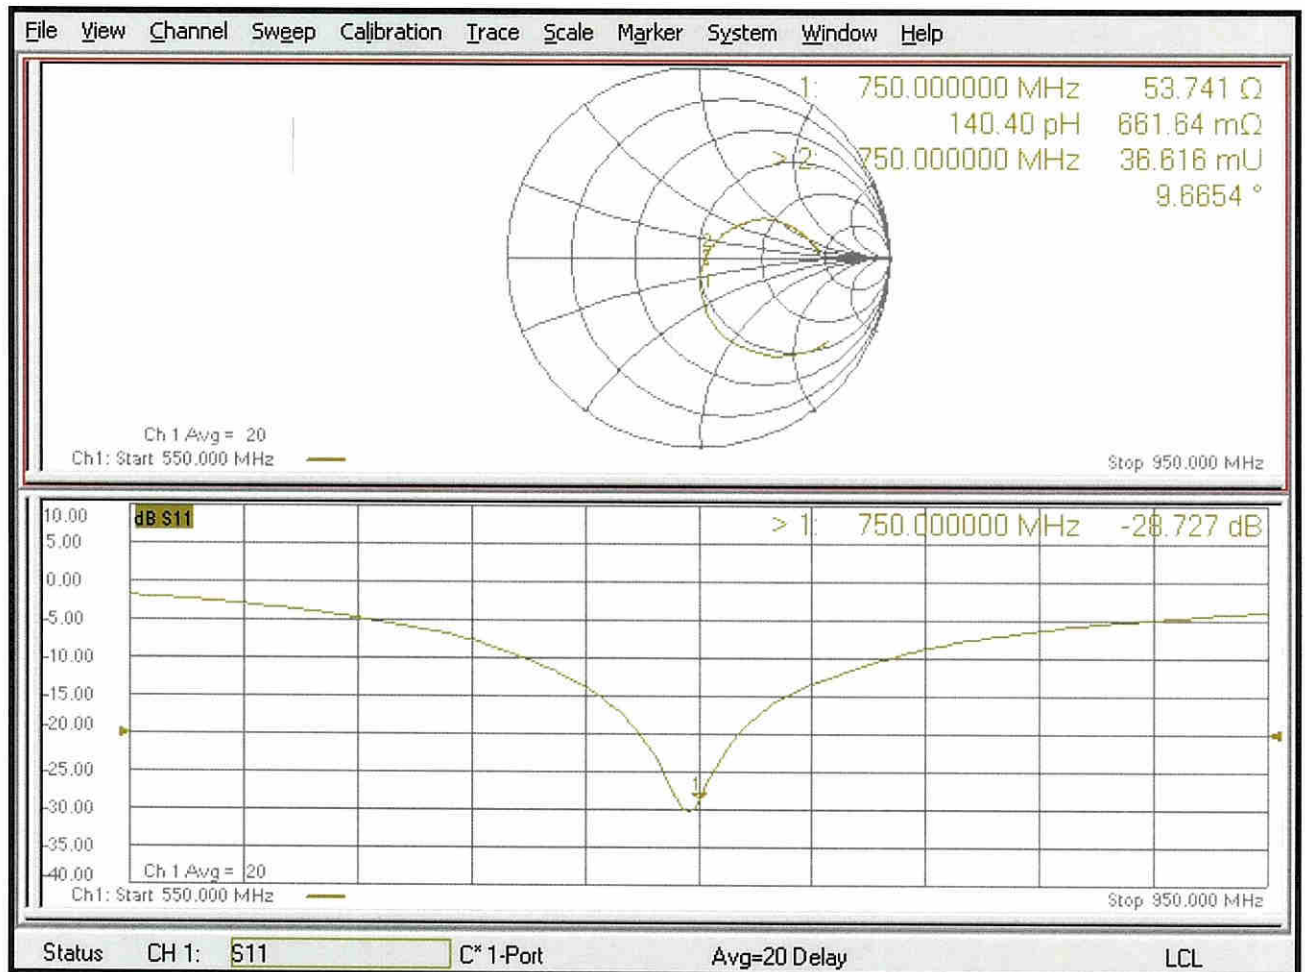 File View Channel Sweep Calibration Trace Scale Marker System Window Help
1: 750.000000 MHz 53.741 Ω
140.40 pH 661.64 mΩ
> 2: 750.000000 MHz 36.616 mU
9.6654 °
2
1
Ch 1 Avg = 20
Ch1: Start 550.000 MHz
Stop 950.000 MHz
10.00 dB S11 > 1: 750.000000 MHz -28.727 dB
5.00
0.00
-5.00
-10.00
-15.00
-20.00
-25.00
1
-30.00
-35.00
-40.00 Ch 1 Avg = 20
Ch1: Start 550.000 MHz
Stop 950.000 MHz
Status CH 1: S11 C* 1-Port Avg=20 Delay LCL